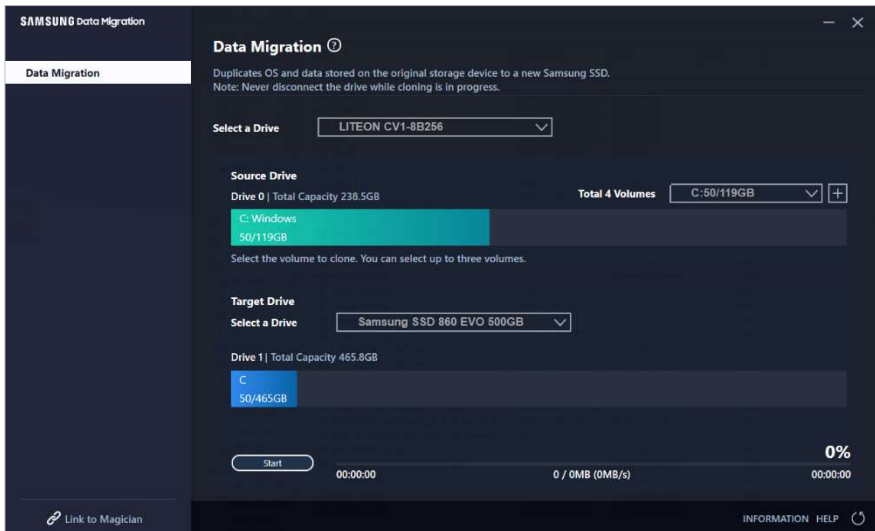 SAMSUNG Data Migration
Data Migration
Data Migration ?
Duplicates OS and data stored on the original storage device to a new Samsung SSD.
Note: Never disconnect the drive while cloning is in progress.
Select a Drive LITEON CV1-8B256
Source Drive
Drive 0 | Total Capacity 238.5GB Total 4 Volumes C:50/119GB
C: Windows
50/119GB
Select the volume to clone. You can select up to three volumes.
Target Drive
Select a Drive Samsung SSD 860 EVO 500GB
Drive 1 | Total Capacity 465.8GB
C
50/465GB
0%
Start
00:00:00 0 / 0MB (0MB/s) 00:00:00
Link to Magician INFORMATION HELP